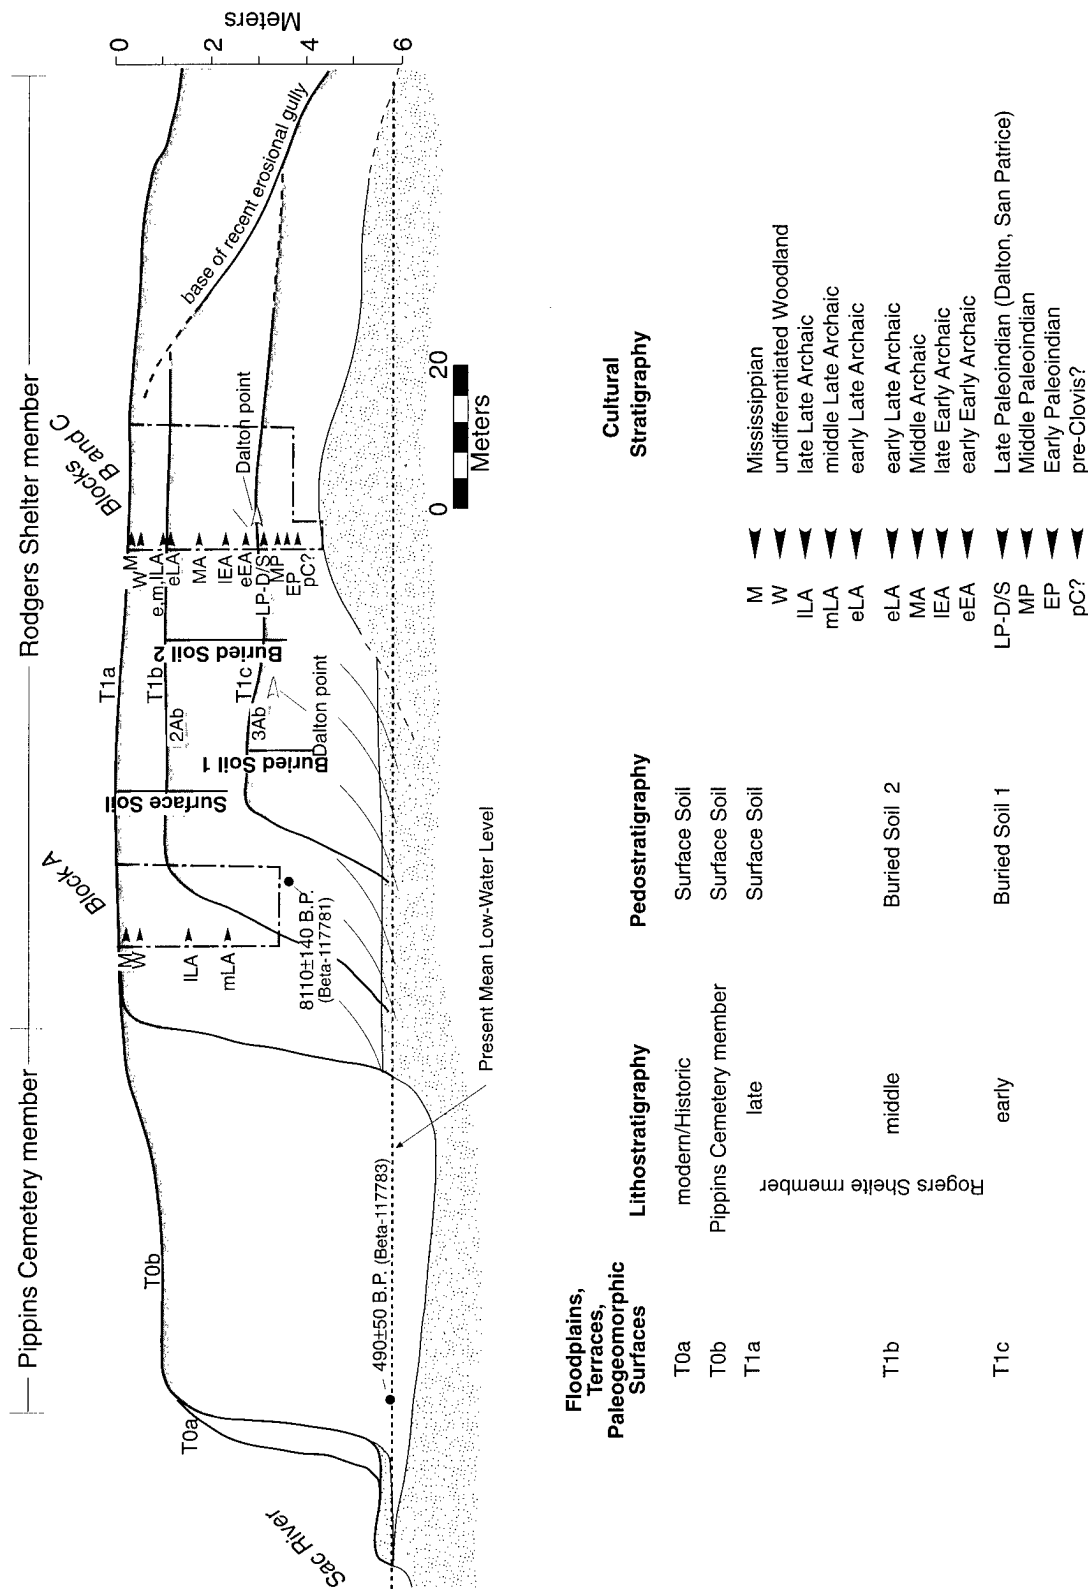 Pippins Cemetery member
Rodgers Shelter member
Sac River
T0a
T0b
490±50 B.P. (Beta-117783)
Present Mean Low-Water Level
Block A
M
W
lLA
mLA
8110±140 B.P.
(Beta-117781)
Surface Soil
Buried Soil 1
Buried Soil 2
T1a
T1b
2Ab
T1c
3Ab
Dalton point
Blocks
B and C
M
W
e,m,lLA
eLA
MA
lEA
eEA
LP-D/S
MP
EP
pC?
Dalton point
base of recent erosional gully
0
2
4
6
Meters
0 20
Meters
Floodplains,
Terraces,
Paleogeomorphic
Surfaces
Lithostratigraphy
Pedostratigraphy
Cultural
Stratigraphy
T0a modern/Historic Surface Soil
T0b Pippins Cemetery member Surface Soil
T1a late Surface Soil M Mississippian
W undifferentiated Woodland
lLA late Late Archaic
mLA middle Late Archaic
eLA early Late Archaic
T1b middle Buried Soil 2 eLA early Late Archaic
MA Middle Archaic
lEA late Early Archaic
eEA early Early Archaic
T1c early Buried Soil 1 LP-D/S Late Paleoindian (Dalton, San Patrice)
MP Middle Paleoindian
EP Early Paleoindian
pC? pre-Clovis?
Rogers Shelte rmember